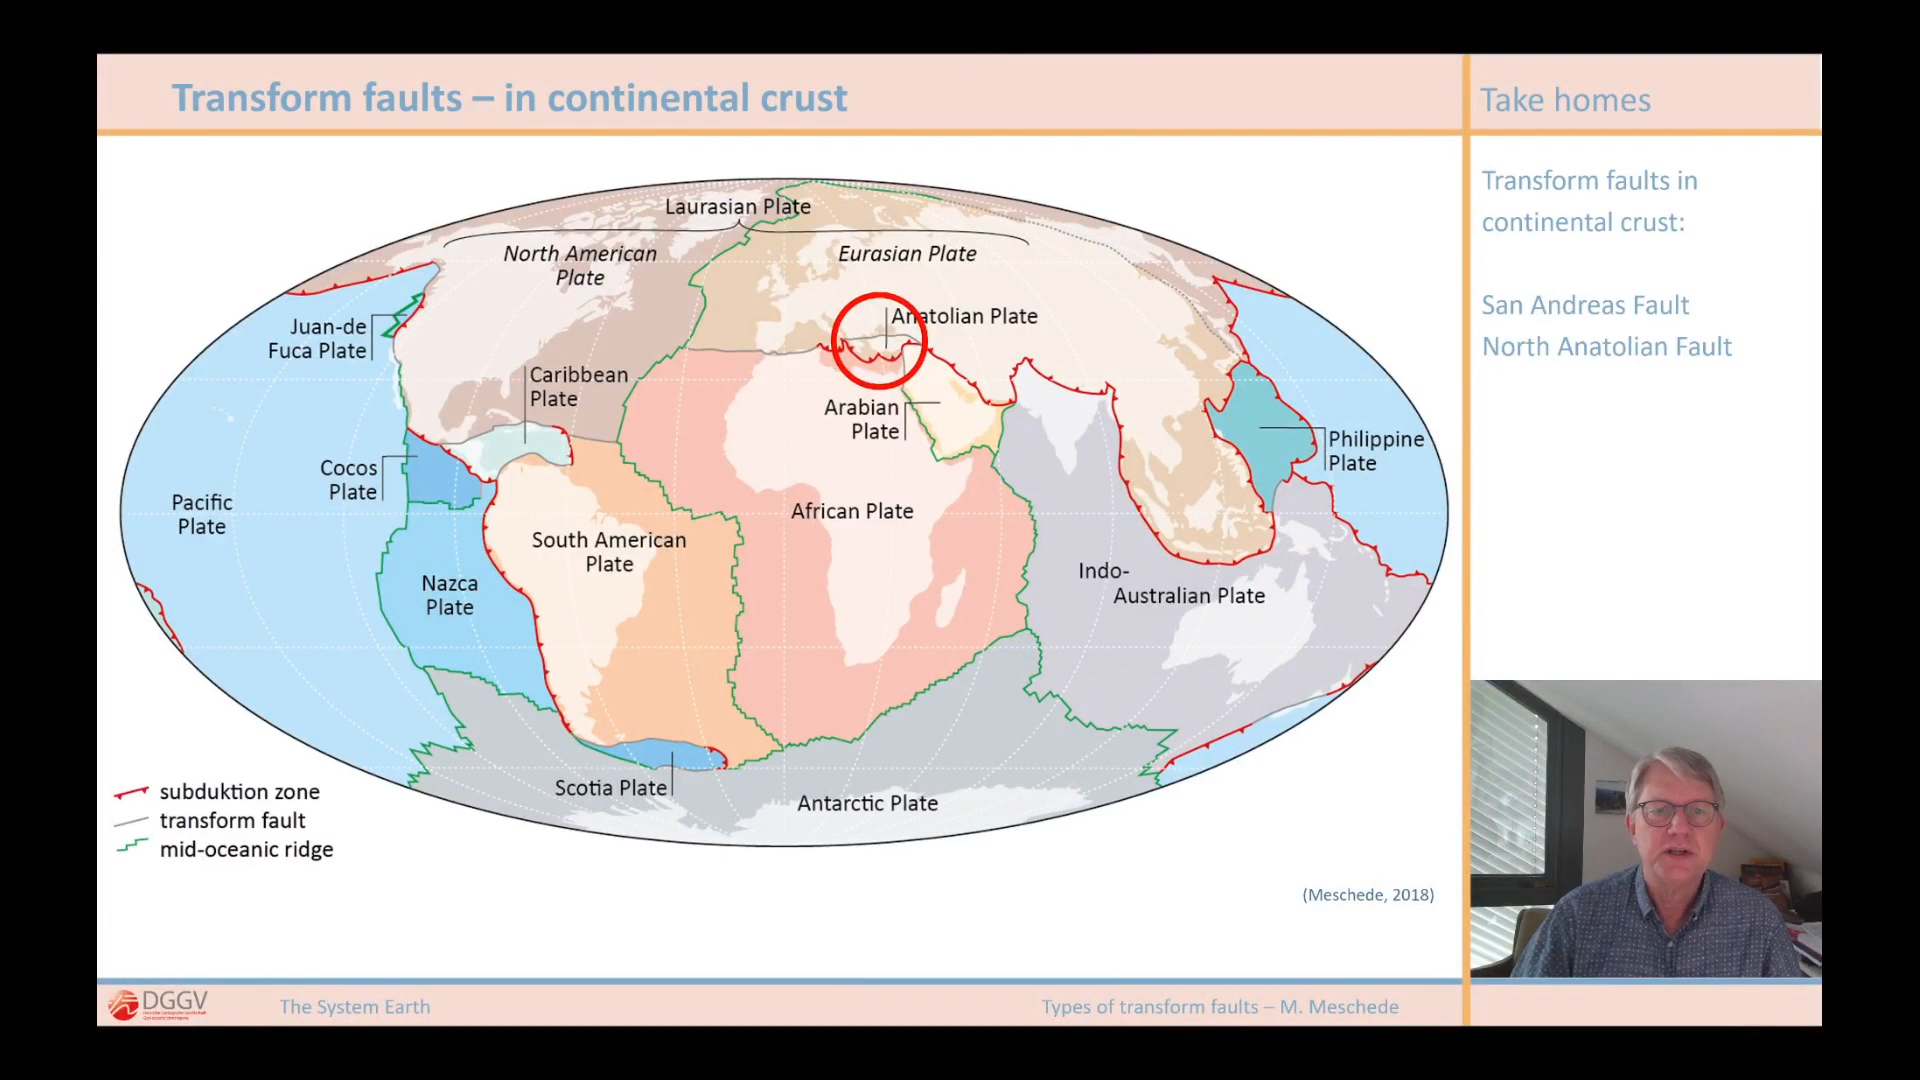 Transform faults – in continental crust
Take homes
Transform faults in
continental crust:
San Andreas Fault
North Anatolian Fault
Laurasian Plate
North American
Plate
Eurasian Plate
Anatolian Plate
Juan-de
Fuca Plate
Caribbean
Plate
Arabian
Plate
Philippine
Plate
Cocos
Plate
Pacific
Plate
African Plate
South American
Plate
Nazca
Plate
Indo-
Australian Plate
Scotia Plate
Antarctic Plate
subduktion zone
transform fault
mid-oceanic ridge
(Meschede, 2018)
DGGV
The System Earth
Types of transform faults – M. Meschede